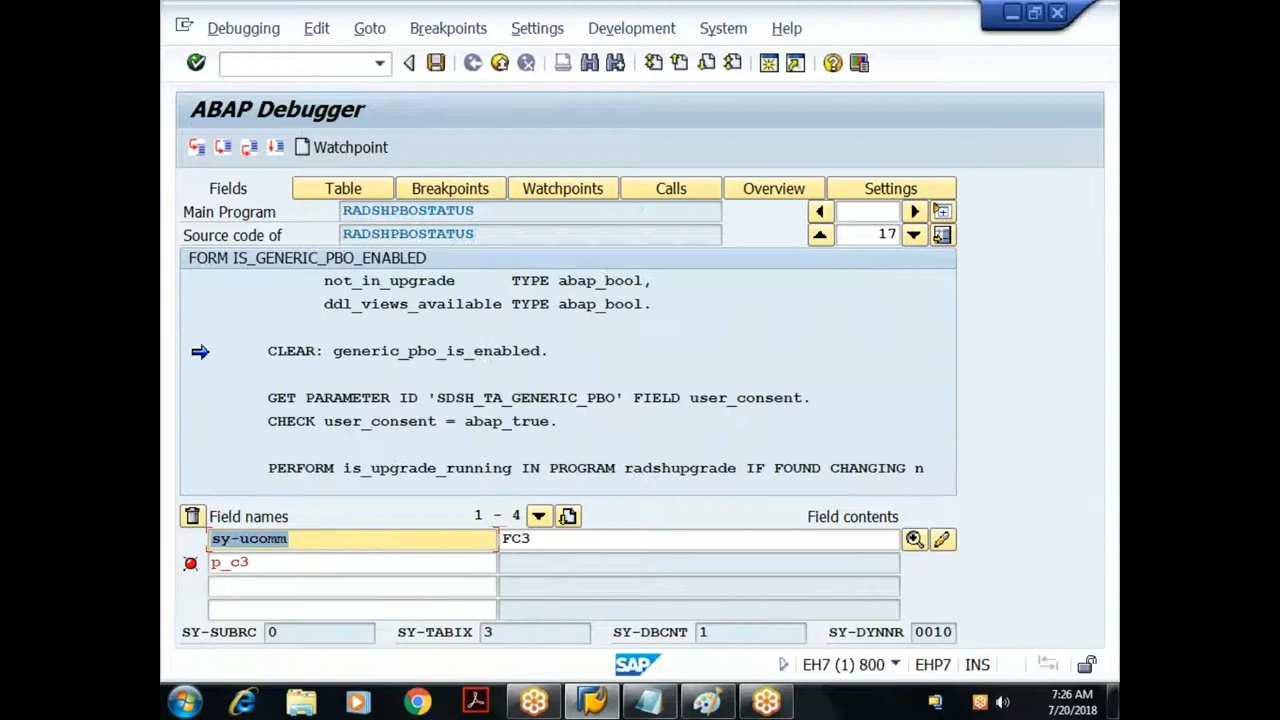 Debugging Edit Goto Breakpoints Settings System Development Help
ABAP Debugger
Watchpoint
Fields Table Breakpoints Watchpoints Calls Overview Settings
Main Program RADSHPBOSTATUS
Source code of RADSHPBOSTATUS 17
FORM IS_GENERIC_PBO_ENABLED
not_in_upgrade TYPE abap_bool,
ddl_views_available TYPE abap_bool.
CLEAR: generic_pbo_is_enabled.
GET PARAMETER ID 'SDSH_TA_GENERIC_PBO' FIELD user_consent.
CHECK user_consent = abap_true.
PERFORM is_upgrade_running IN PROGRAM radshupgrade IF FOUND CHANGING n
Field names 1 - 4 Field contents
sy-ucomm FC3
p_c3
SY-SUBRC 0 SY-TABIX 3 SY-DBCNT 1 SY-DYNNR 0010
SAP EH7 (1) 800 EHP7 INS
7:26 AM
7/20/2018